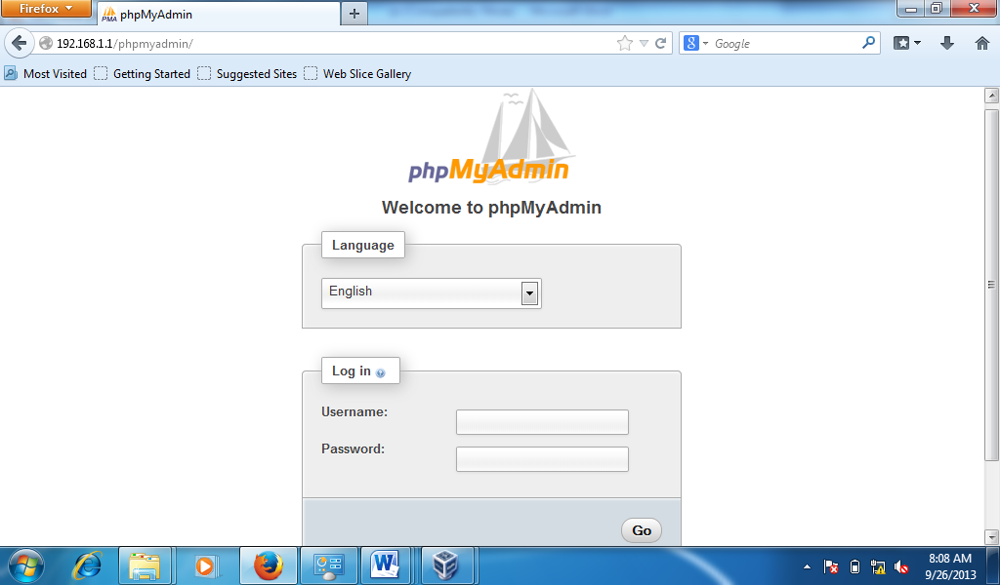 Firefox
phpMyAdmin
192.168.1.1/phpmyadmin/
Google
Most Visited
Getting Started
Suggested Sites
Web Slice Gallery
phpMyAdmin
Welcome to phpMyAdmin
Language
English
Log in
Username:
Password:
Go
8:08 AM
9/26/2013